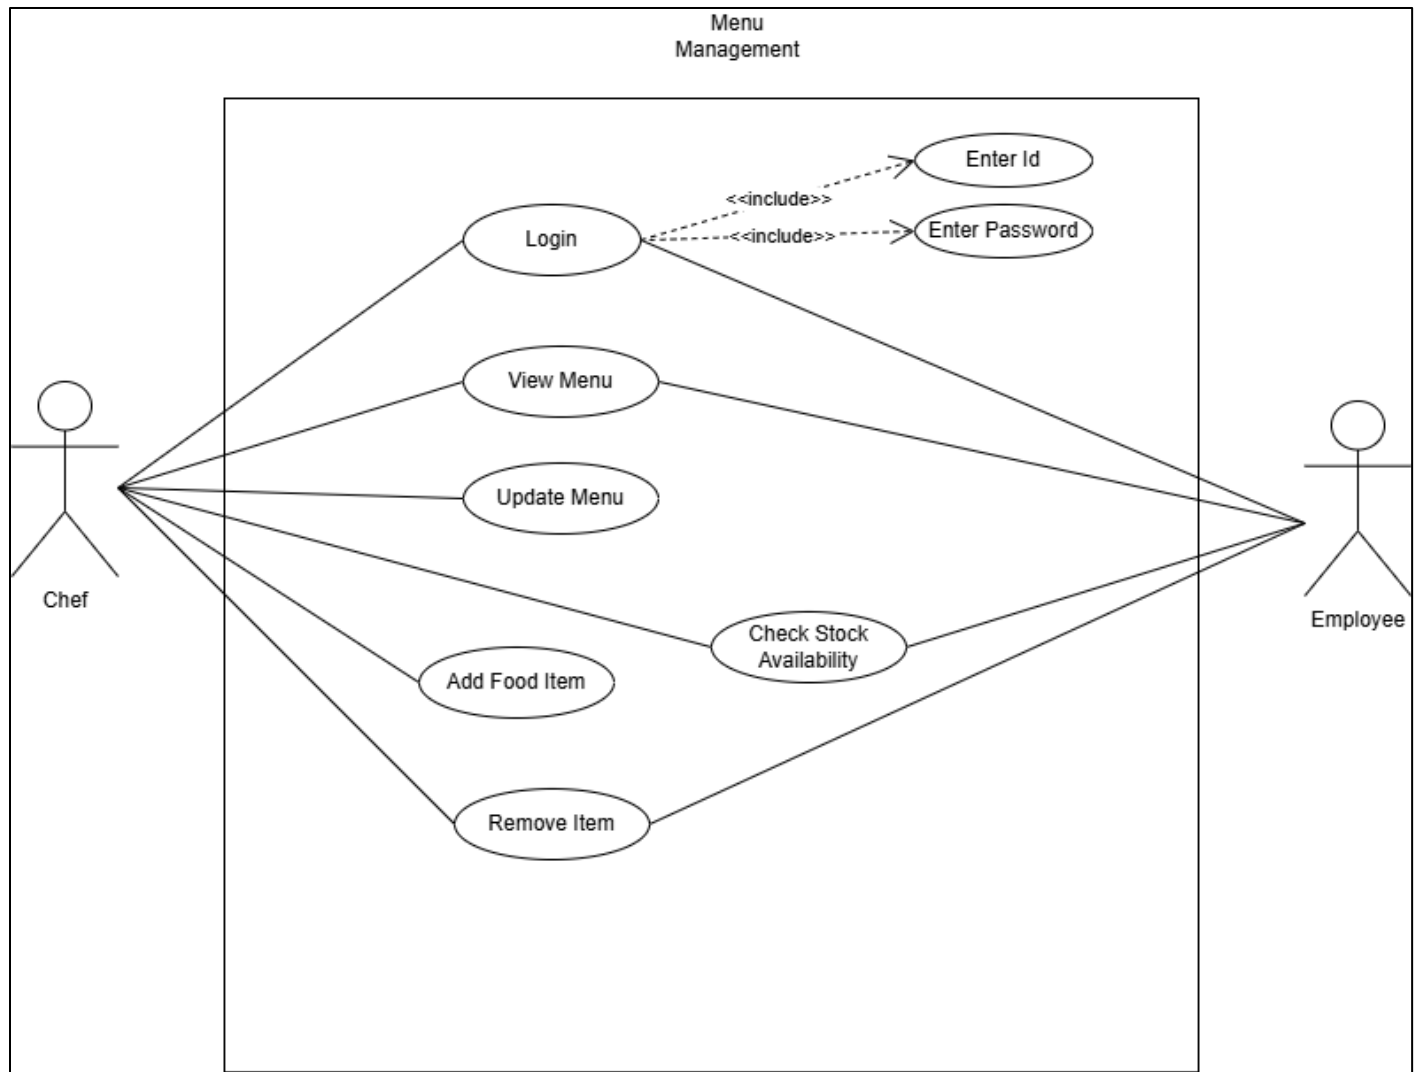 Menu
Management
Enter Id
<<include>>
Enter Password
<<include>>
Login
View Menu
Update Menu
Chef
Employee
Check Stock
Availability
Add Food Item
Remove Item